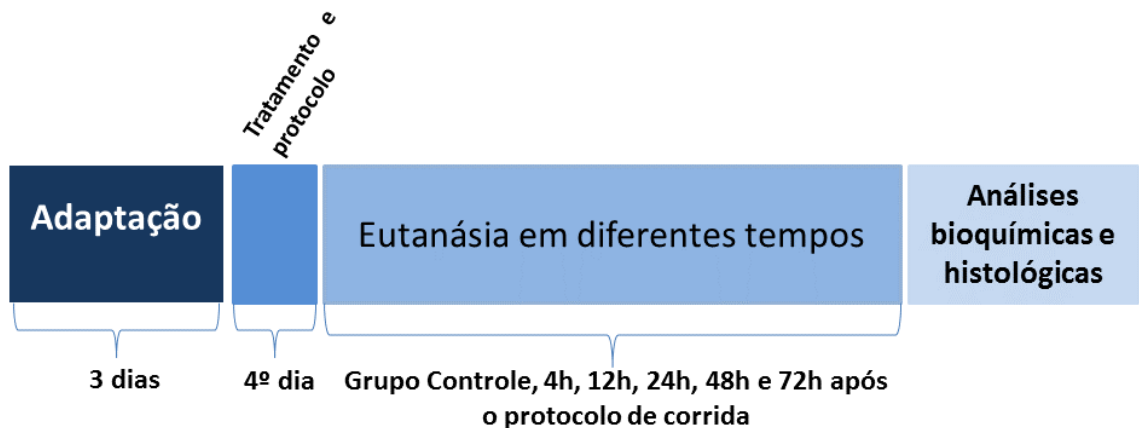 Tratamento e
protocolo
Adaptação
Eutanásia em diferentes tempos
Análises
bioquímicas e
histológicas
3 dias
4º dia
Grupo Controle, 4h, 12h, 24h, 48h e 72h após
o protocolo de corrida